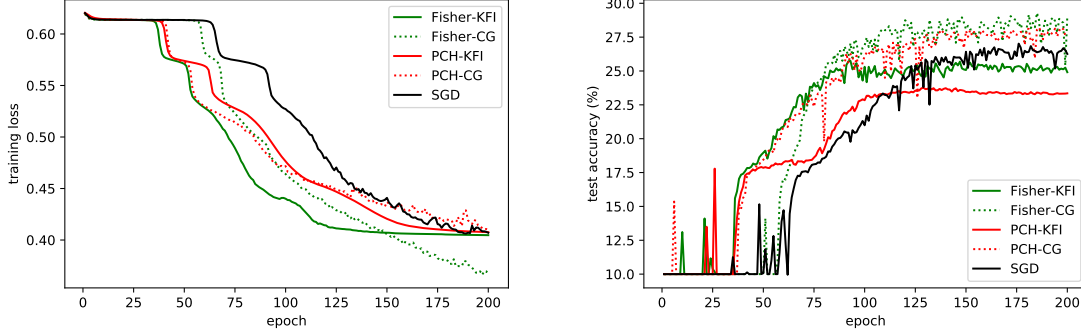 0.60
0.55
0.50
0.45
0.40
training loss
0
25
50
75
100
125
150
175
200
epoch
Fisher-KFI
Fisher-CG
PCH-KFI
PCH-CG
SGD
30.0
27.5
25.0
22.5
20.0
17.5
15.0
12.5
10.0
test accuracy (%)
0
25
50
75
100
125
150
175
200
epoch
Fisher-KFI
Fisher-CG
PCH-KFI
PCH-CG
SGD